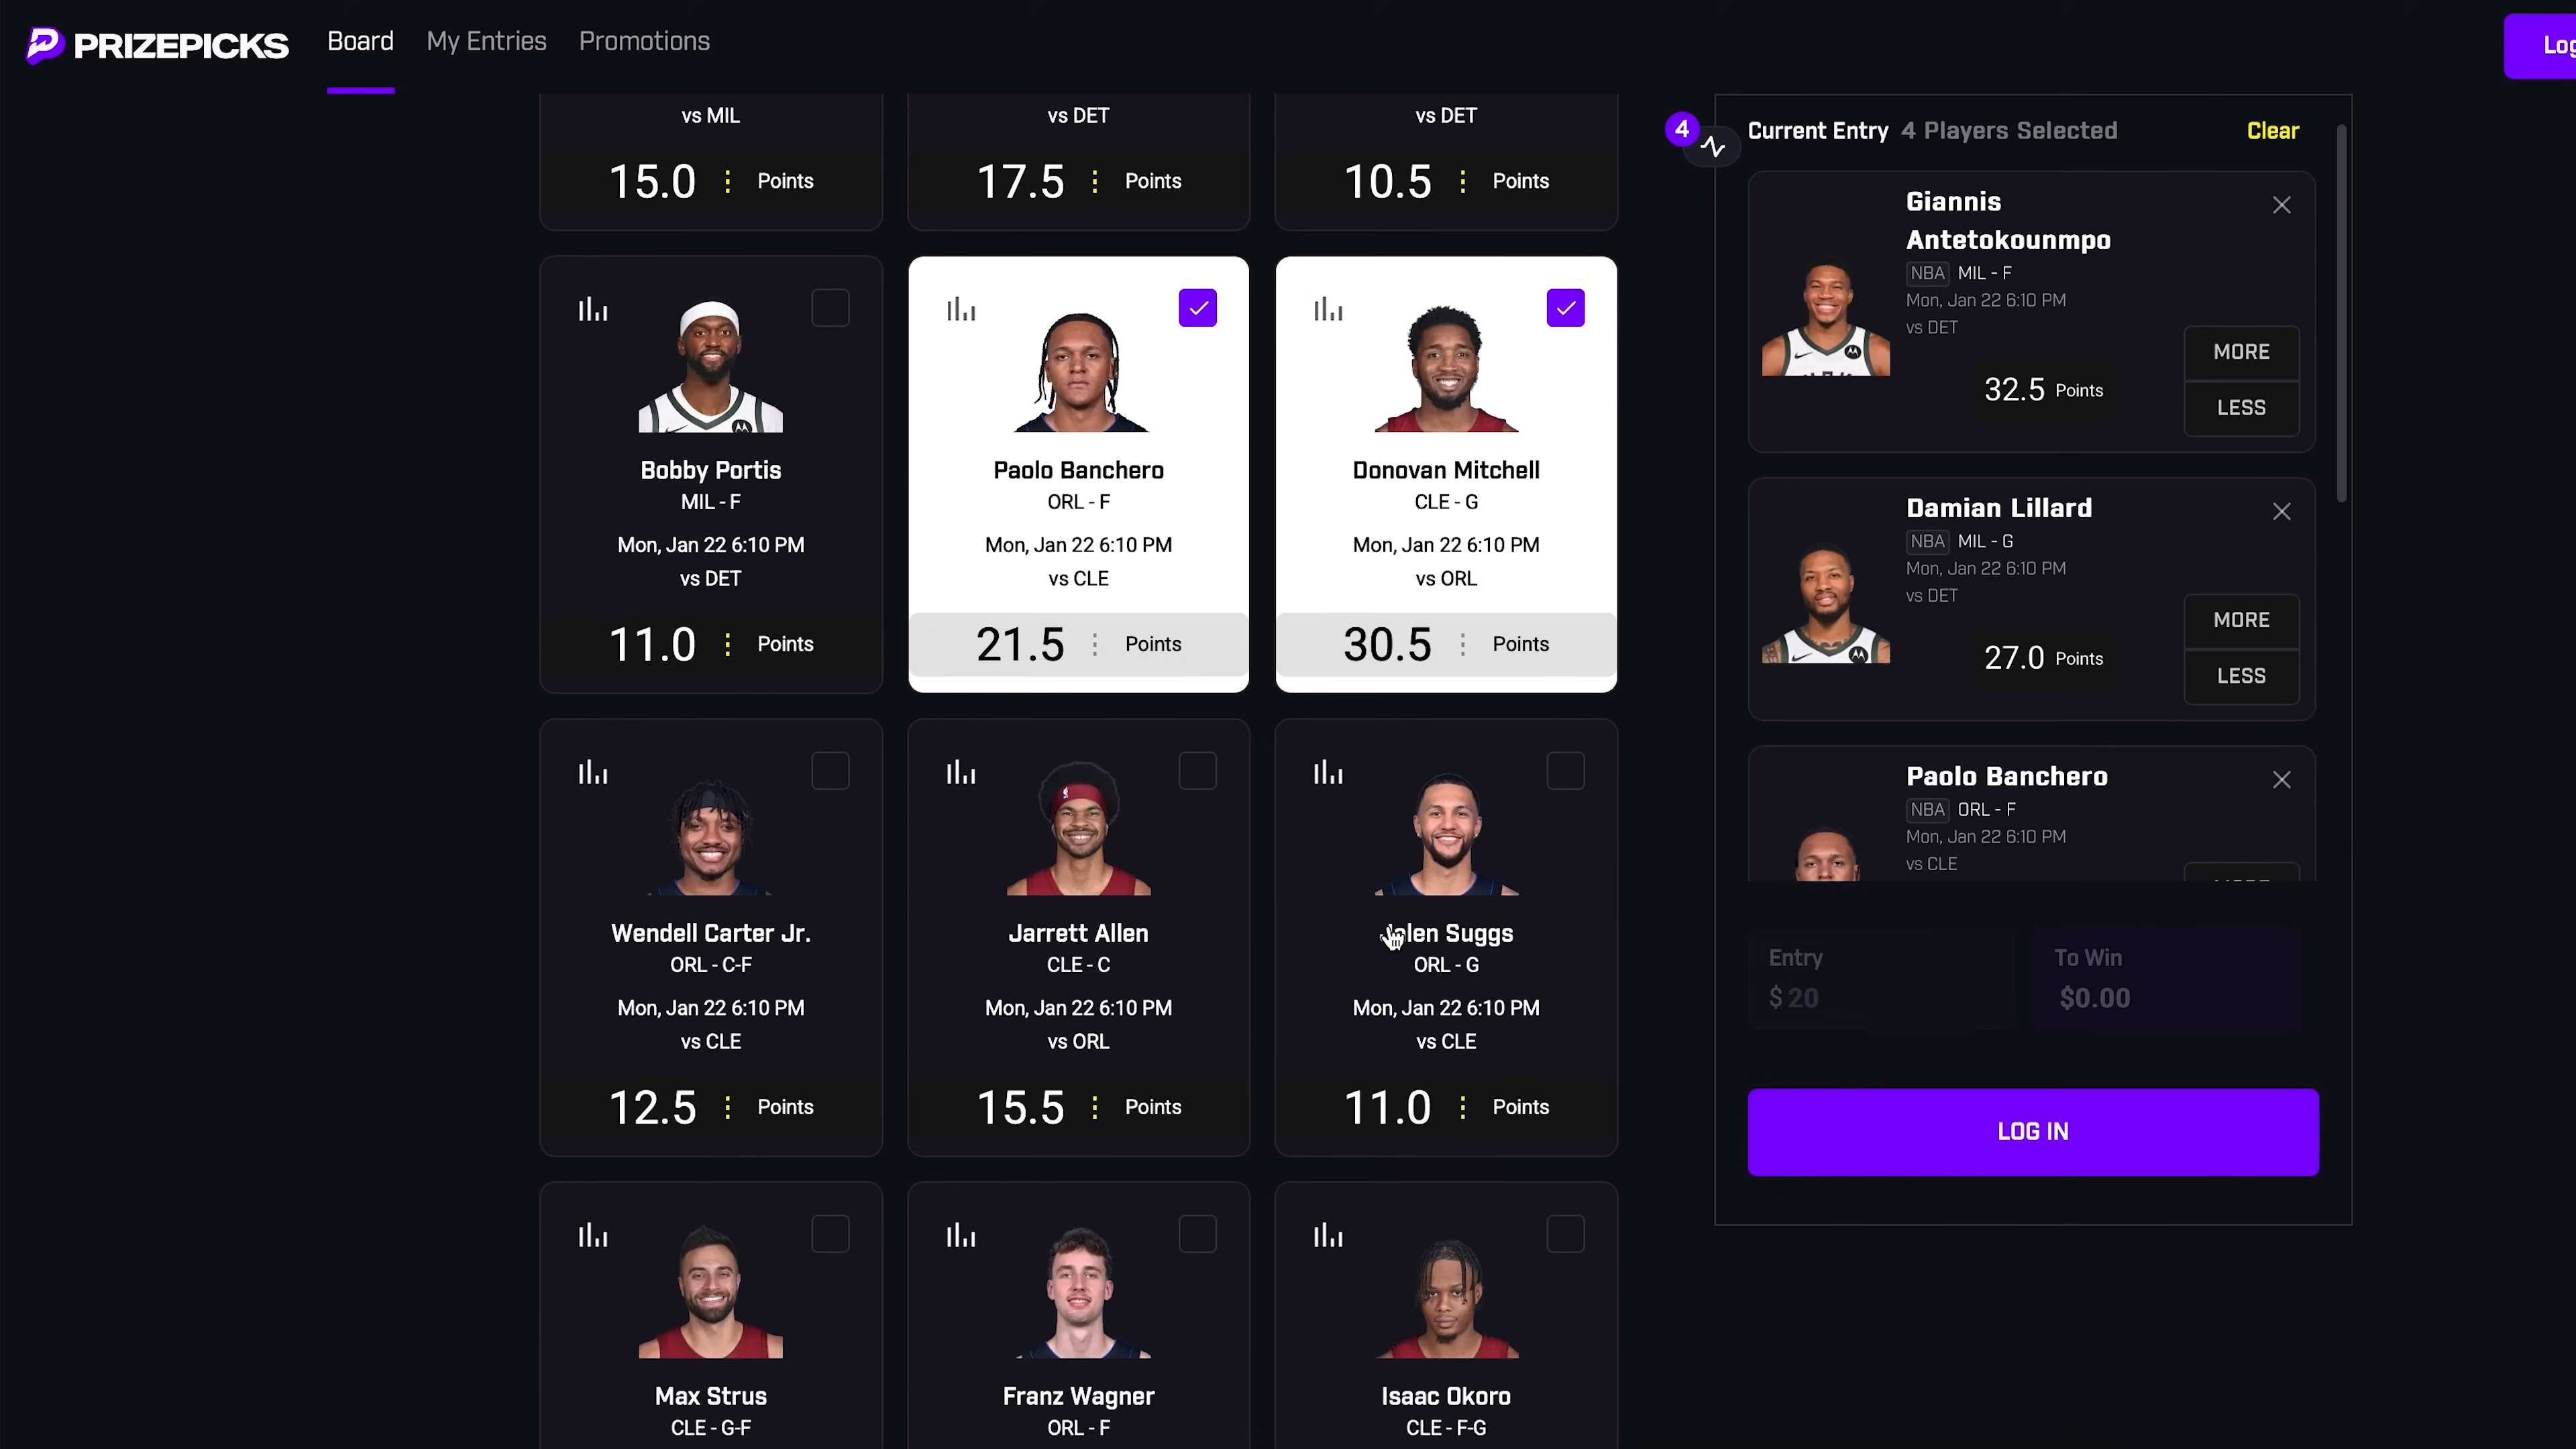 PRIZEPICKS
Board
My Entries
Promotions
vs MIL
15.0
Points
vs DET
17.5
Points
vs DET
10.5
Points
Bobby Portis
MIL - F
Mon, Jan 22 6:10 PM
vs DET
11.0
Points
Paolo Banchero
ORL - F
Mon, Jan 22 6:10 PM
vs CLE
21.5
Points
Donovan Mitchell
CLE - G
Mon, Jan 22 6:10 PM
vs ORL
30.5
Points
Wendell Carter Jr.
ORL - C-F
Mon, Jan 22 6:10 PM
vs CLE
12.5
Points
Jarrett Allen
CLE - C
Mon, Jan 22 6:10 PM
vs ORL
15.5
Points
Suggs
ORL - G
Mon, Jan 22 6:10 PM
vs CLE
11.0
Points
Max Strus
CLE - G-F
Franz Wagner
ORL - F
Isaac Okoro
CLE - F-G
4
Current Entry 4 Players Selected
Clear
Giannis
Antetokounmpo
NBA MIL - F
Mon, Jan 22 6:10 PM
vs DET
32.5 Points
MORE
LESS
Damian Lillard
NBA MIL - G
Mon, Jan 22 6:10 PM
vs DET
27.0 Points
MORE
LESS
Paolo Banchero
NBA ORL - F
Mon, Jan 22 6:10 PM
vs CLE
Entry
$ 20
To Win
$0.00
LOG IN